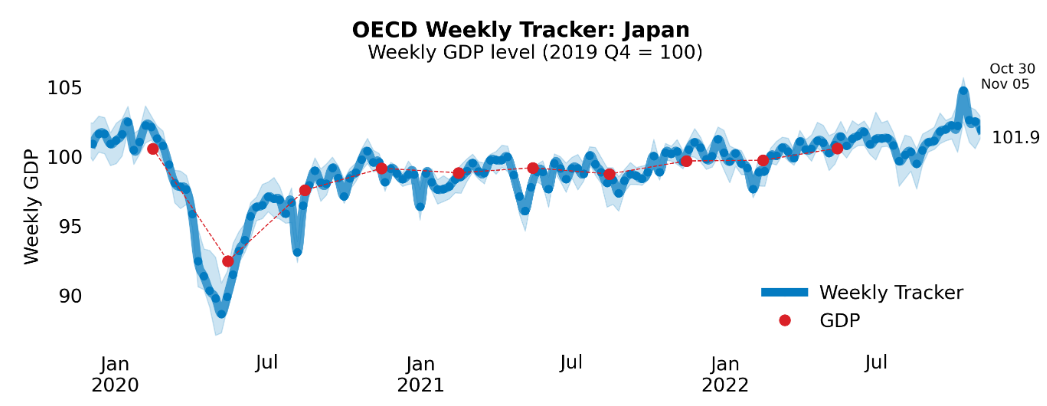 OECD Weekly Tracker: Japan
Weekly GDP level (2019 Q4 = 100)
Oct 30
Nov 05
101.9
Weekly GDP
105
100
95
90
Weekly Tracker
GDP
Jan Jul Jan Jul Jan Jul
2020 2021 2022